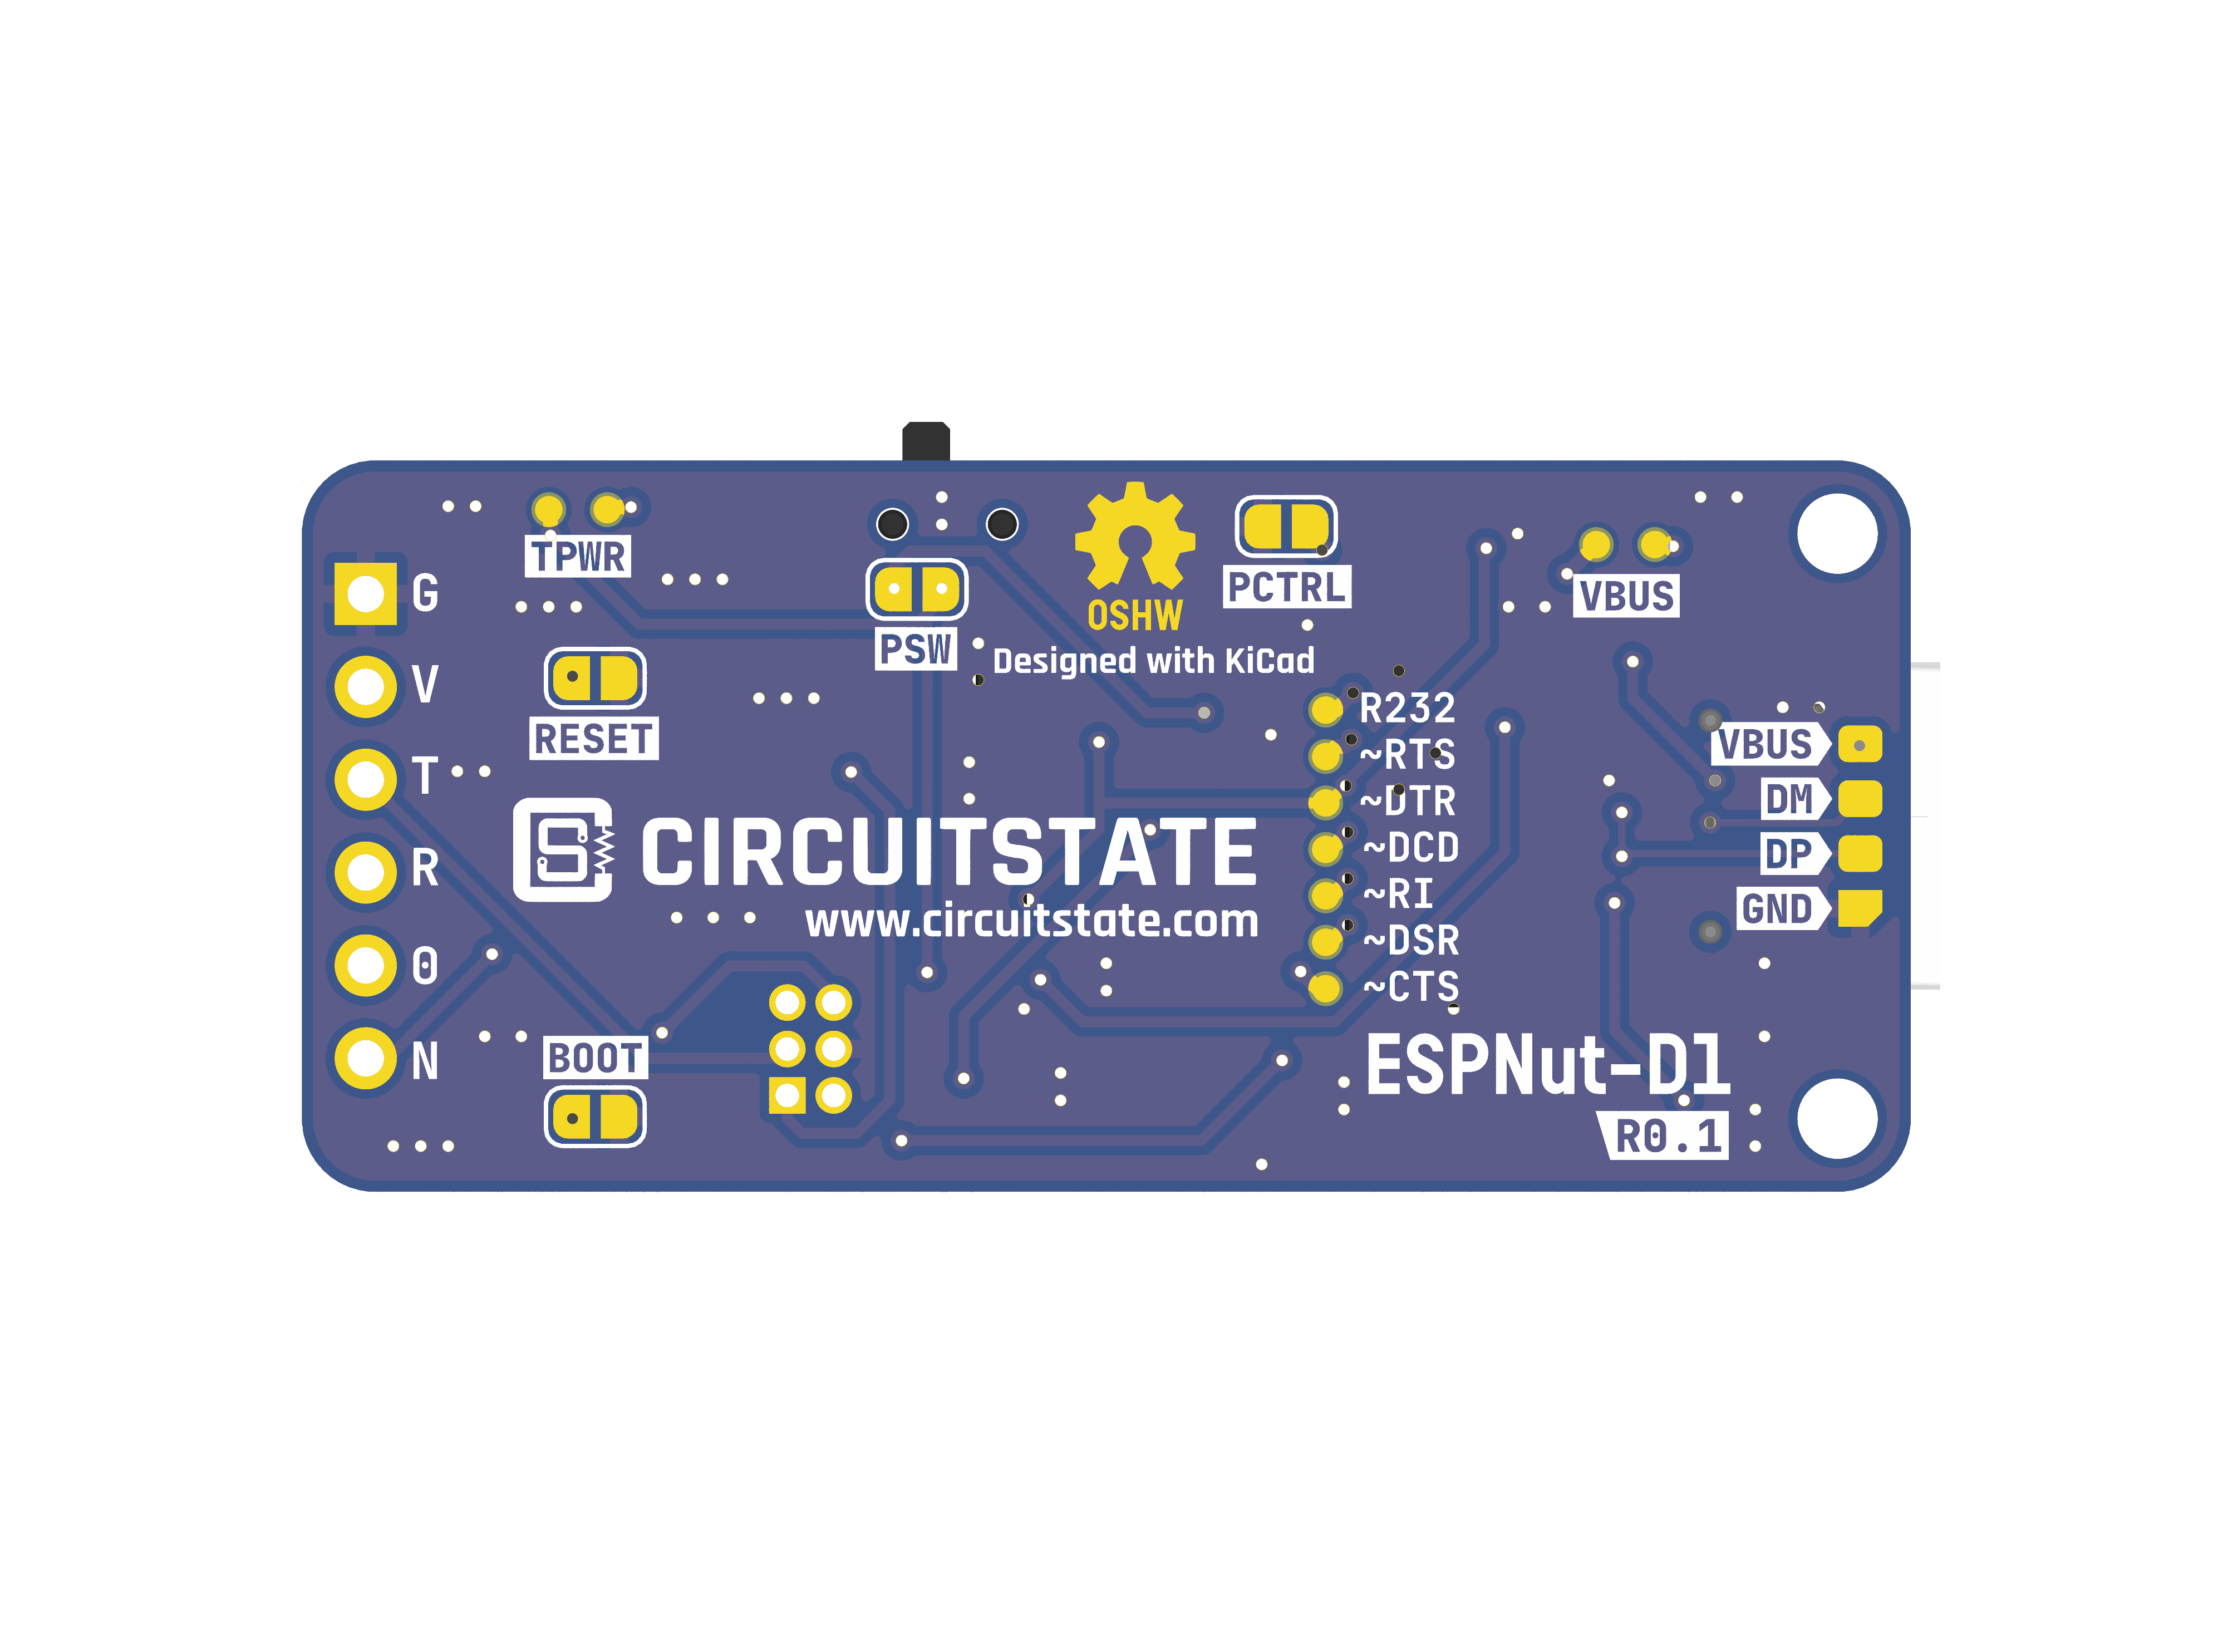 TPWR
G
V
T
R
0
N
RESET
PSW
OSHW
Designed with KiCad
PCTRL
VBUS
R232
~RTS
~DTR
~DCD
~RI
~DSR
~CTS
VBUS
DM
DP
GND
CIRCUITSTATE
www.circuitstate.com
BOOT
ESPNut-D1
R0.1